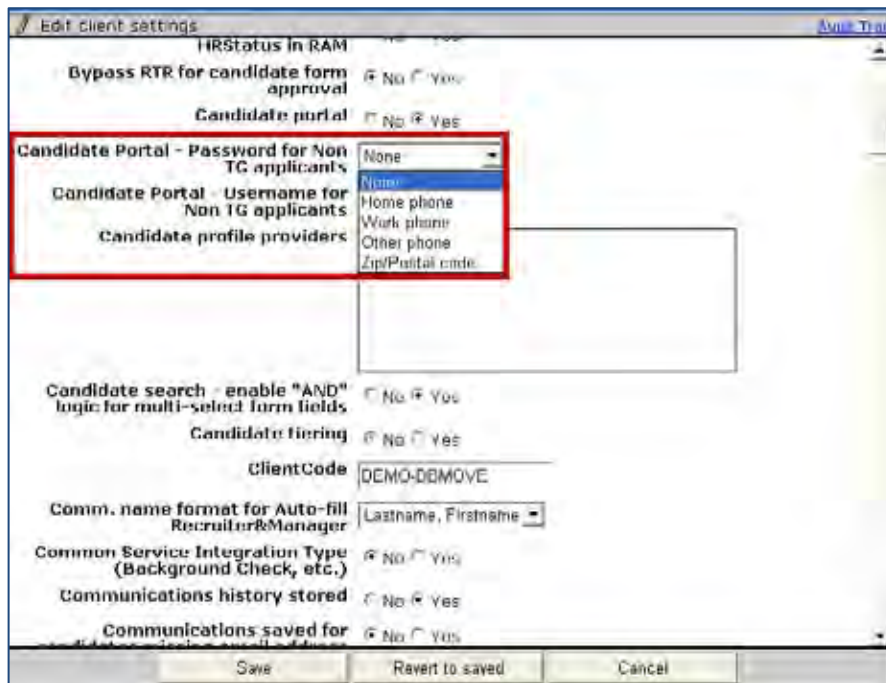 Edit client settings
HRStatus in RAM
Bypass RTR for candidate form
approval
No Yes
Candidate portal
No Yes
Candidate Portal - Password for Non
TG applicants
None
None
Candidate Portal - Username for
Non TG applicants
Home phone
Work phone
Candidate profile providers
Other phone
Zip/Postal code
Candidate search - enable "AND"
logic for multi-select form fields
No Yes
Candidate tiering
No Yes
ClientCode
DEMO-DBMOVE
Comm. name format for Auto-fill
Recruiter&Manager
Lastname, Firstname
Common Service Integration Type
(Background Check, etc.)
No Yes
Communications history stored
No Yes
Communications saved for
No Yes
Save Revert to saved Cancel